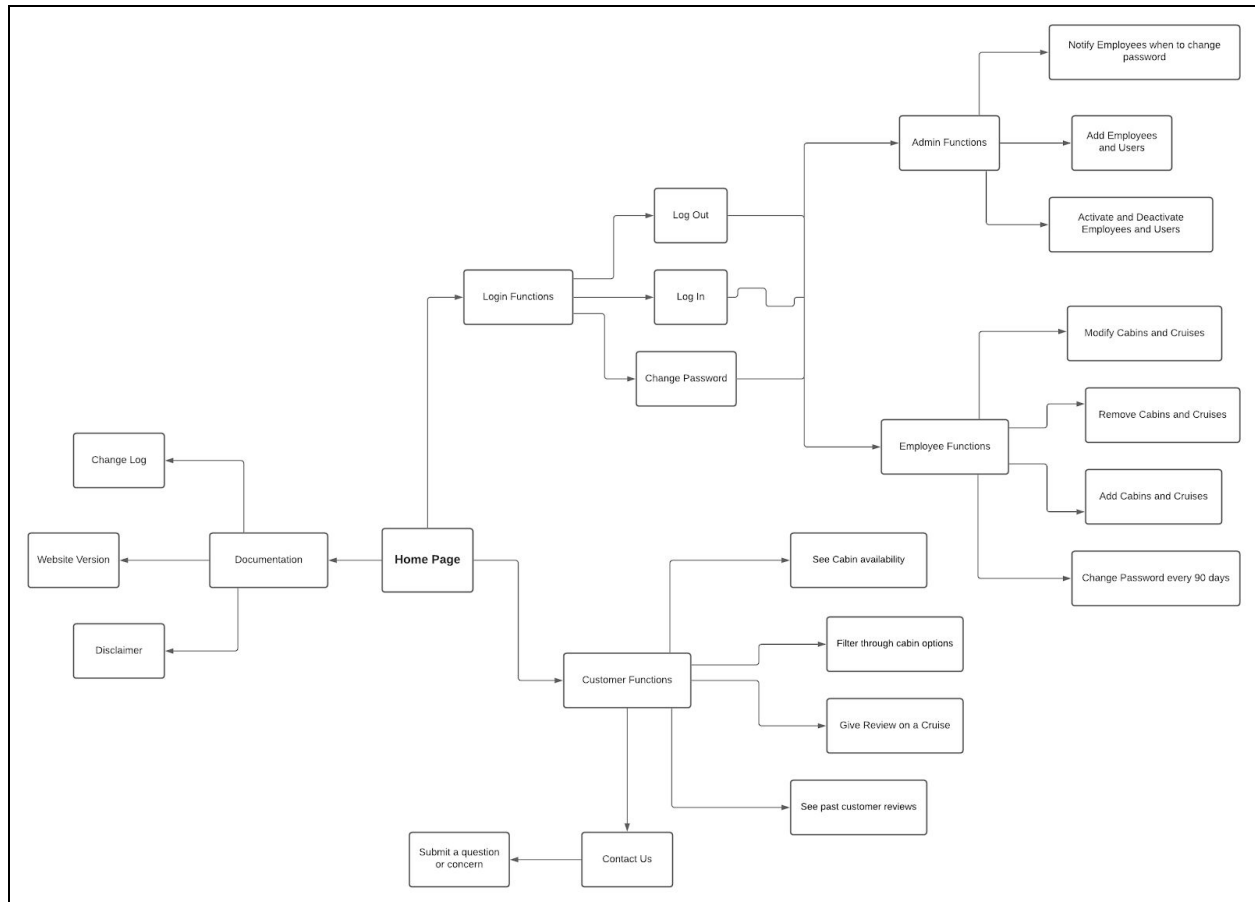 Notify Employees when to change
password
Admin Functions
Add Employees
and Users
Log Out
Activate and Deactivate
Employees and Users
Login Functions
Log In
Modify Cabins and Cruises
Change Password
Remove Cabins and Cruises
Employee Functions
Change Log
Add Cabins and Cruises
Website Version
Documentation
Home Page
See Cabin availability
Change Password every 90 days
Disclaimer
Filter through cabin options
Customer Functions
Give Review on a Cruise
See past customer reviews
Submit a question
or concern
Contact Us